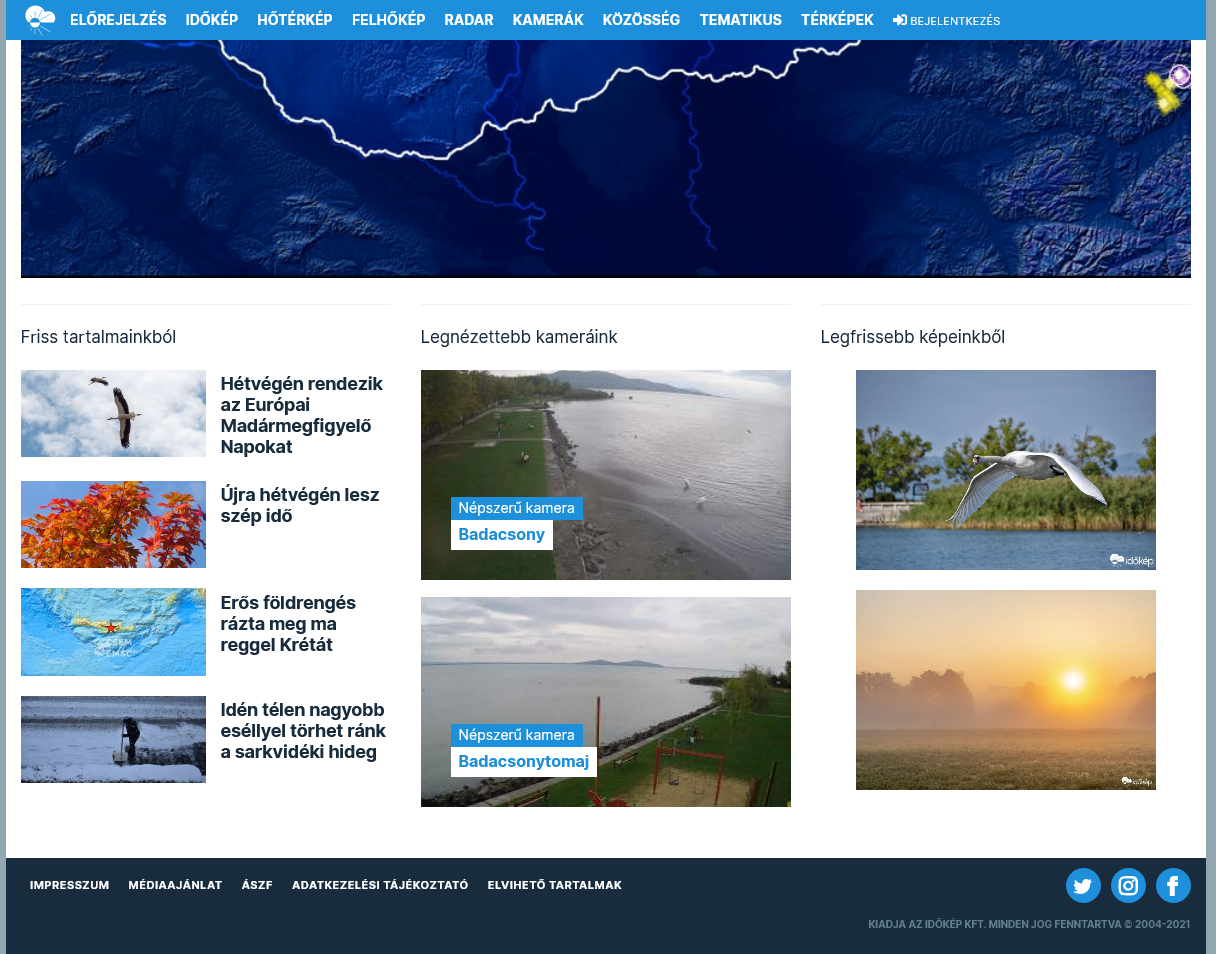 ELŐREJELZÉS IDŐKÉP HŐTÉRKÉP FELHŐKÉP RADAR KAMERÁK KÖZÖSSÉG TEMATIKUS TÉRKÉPEK BEJELENTKEZÉS
Friss tartalmainkból
Hétvégén rendezik
az Európai
Madármegfigyelő
Napokat
Újra hétvégén lesz
szép idő
CSEM
EMSC
Erős földrengés
rázta meg ma
reggel Krétát
Idén télen nagyobb
eséllyel törhet ránk
a sarkvidéki hideg
Legnézettebb kameráink
Népszerű kamera
Badacsony
Népszerű kamera
Badacsonytomaj
Legfrissebb képeinkből
időkép
időkép
IMPRESSZUM MÉDIAAJÁNLAT ÁSZF ADATKEZELÉSI TÁJÉKOZTATÓ ELVIHETŐ TARTALMAK
KIADJA AZ IDŐKÉP KFT. MINDEN JOG FENNTARTVA © 2004-2021